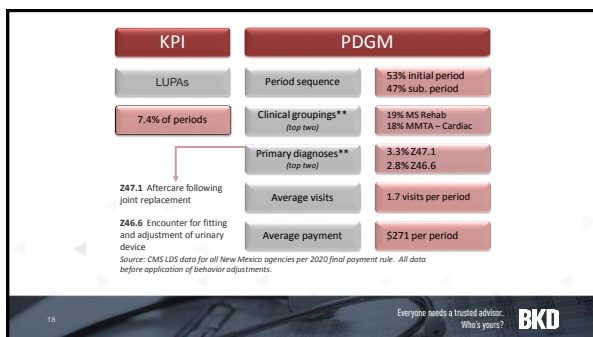 KPI
PDGM
LUPAs
Period sequence
53% initial period
47% sub. period
7.4% of periods
Clinical groupings**
(top two)
19% MS Rehab
18% MMTA – Cardiac
Primary diagnoses**
(top two)
3.3% Z47.1
2.8% Z46.6
Z47.1 Aftercare following
joint replacement
Average visits
1.7 visits per period
Z46.6 Encounter for fitting
and adjustment of urinary
device
Average payment
$271 per period
Source: CMS LDS data for all New Mexico agencies per 2020 final payment rule. All data
before application of behavior adjustments.
18
Everyone needs a trusted advisor.
Who's yours?
BKD